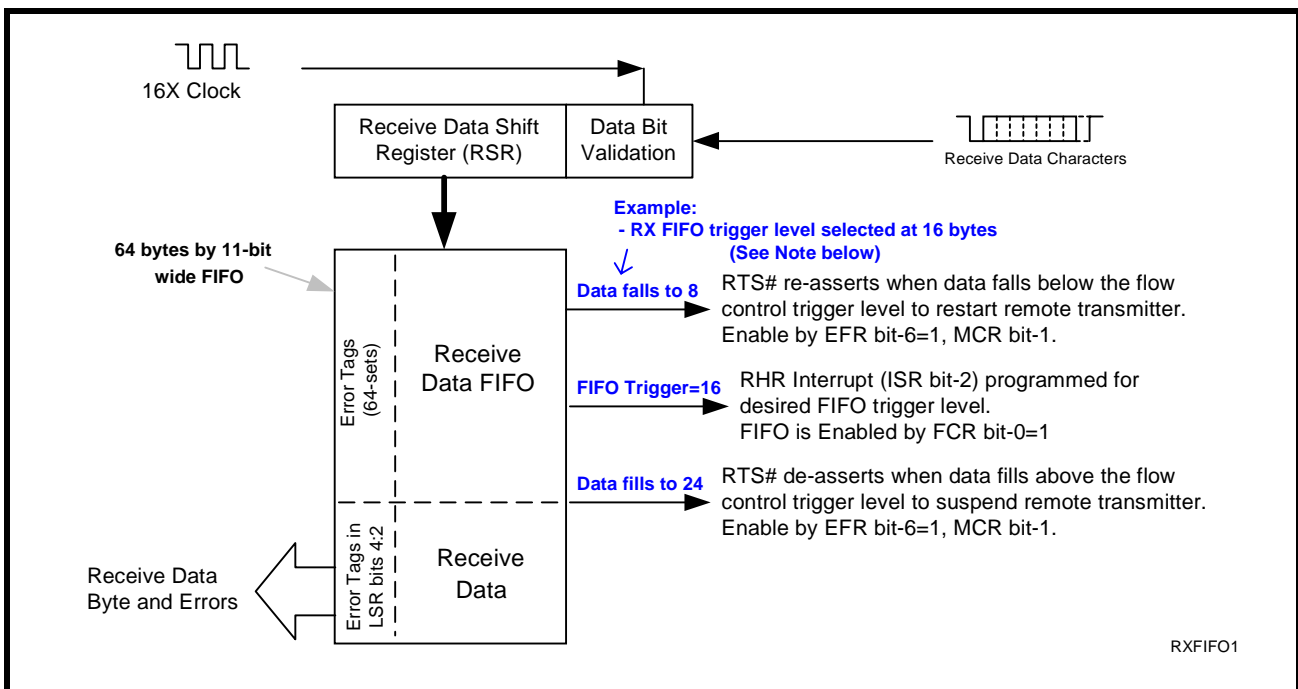 16X Clock
Receive Data Shift
Register (RSR)
Data Bit
Validation
Receive Data Characters
Example:
- RX FIFO trigger level selected at 16 bytes
(See Note below)
64 bytes by 11-bit
wide FIFO
Data falls to 8
RTS# re-asserts when data falls below the flow
control trigger level to restart remote transmitter.
Enable by EFR bit-6=1, MCR bit-1.
Error Tags
(64-sets)
Receive
Data FIFO
FIFO Trigger=16
RHR Interrupt (ISR bit-2) programmed for
desired FIFO trigger level.
FIFO is Enabled by FCR bit-0=1
Data fills to 24
RTS# de-asserts when data fills above the flow
control trigger level to suspend remote transmitter.
Enable by EFR bit-6=1, MCR bit-1.
Error Tags in
LSR bits 4:2
Receive
Data
Receive Data
Byte and Errors
RXFIFO1